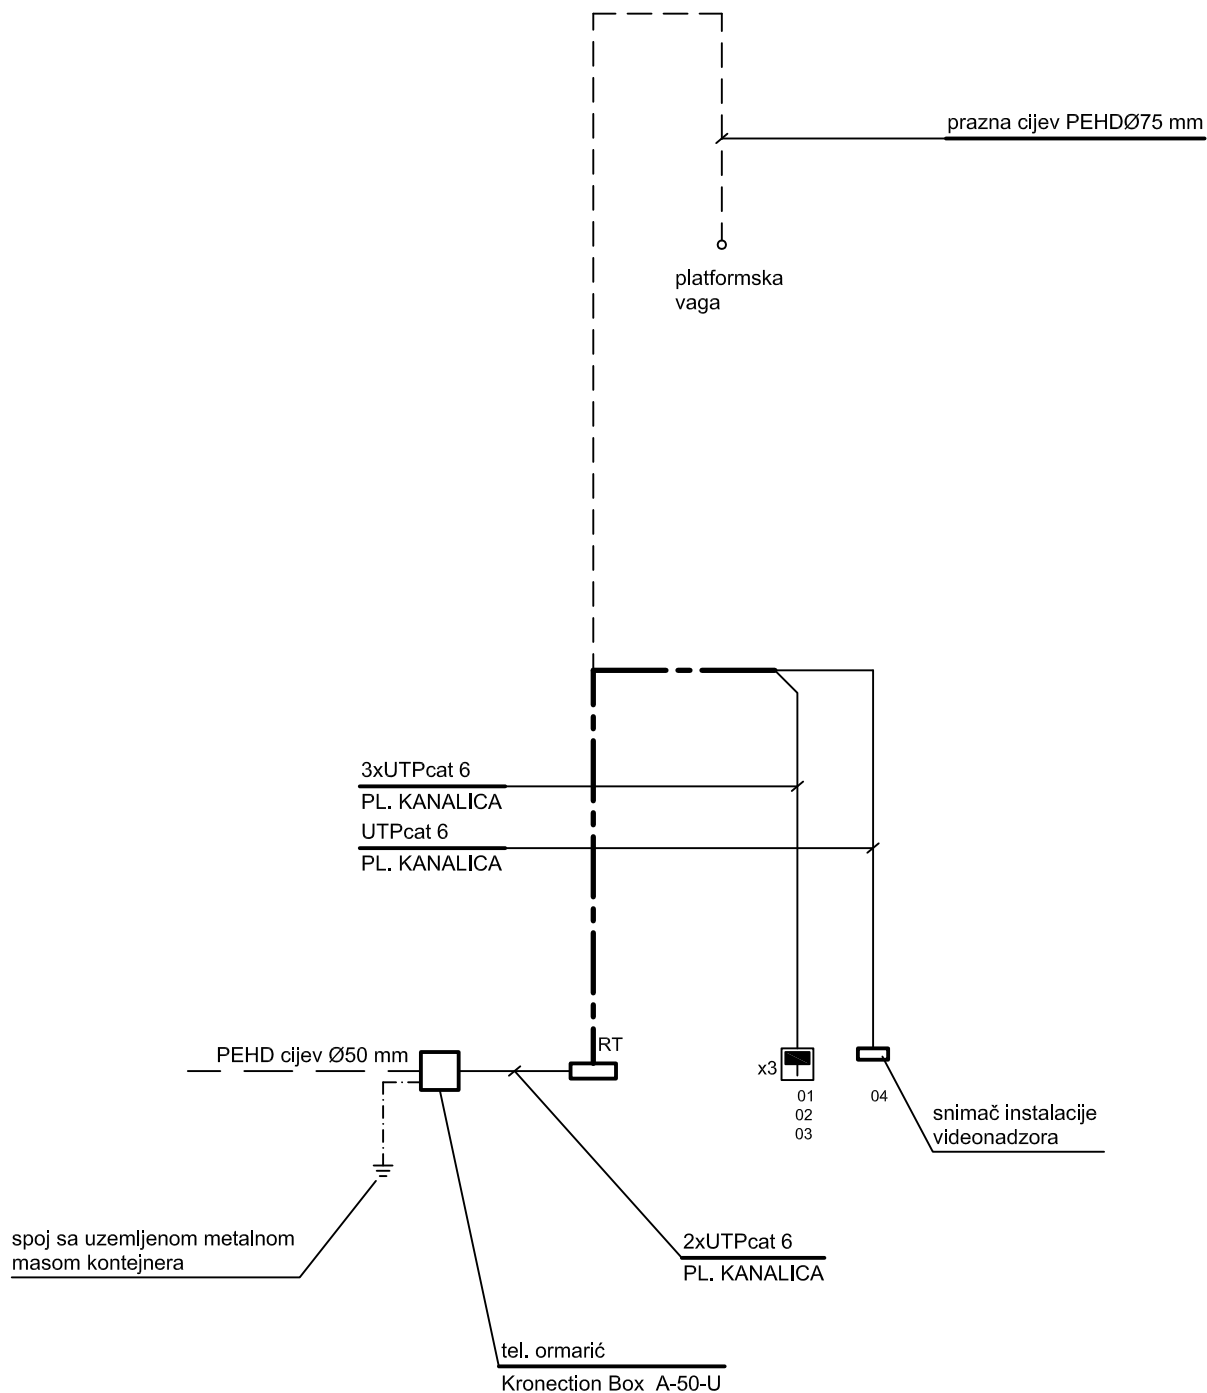 prazna cijev PEHDØ75 mm
platformska
vaga
3xUTPcat 6
PL. KANALICA
UTPcat 6
PL. KANALICA
RT
PEHD cijev Ø50 mm
x3
01
02
03
04
snimač instalacije
videonadzora
spoj sa uzemljenom metalnom
masom kontejnera
2xUTPcat 6
PL. KANALICA
tel. ormarić
Kronection Box A-50-U